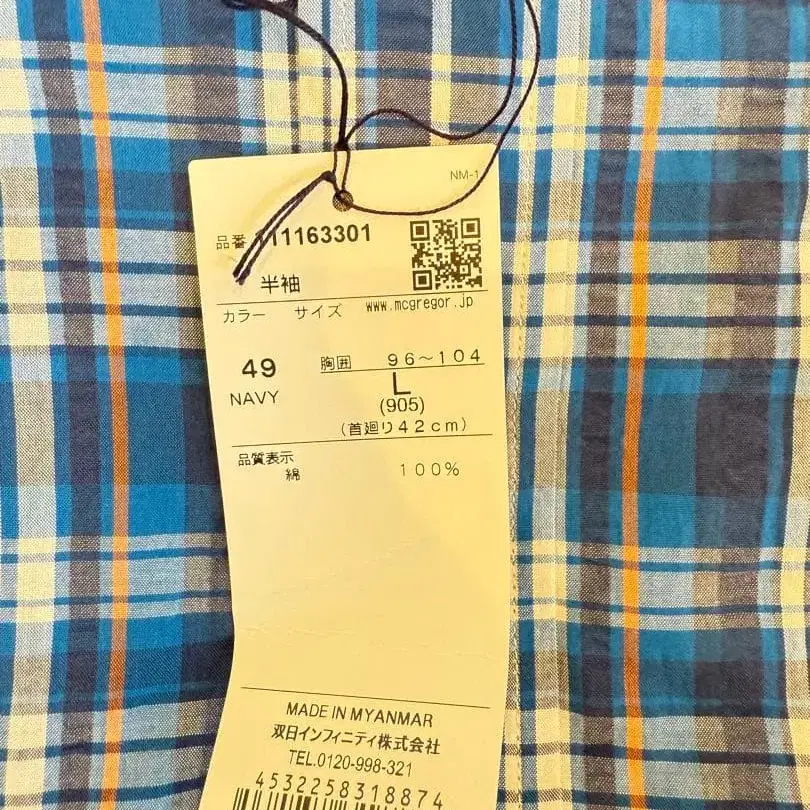 NM-1
品番 111163301
半袖
カラー サイズ www.mcgregor.jp
49 胸囲 96～104
NAVY L
(905)
(首廻り42cm)
品質表示
綿 100%
MADE IN MYANMAR
双日インフィニティ株式会社
TEL.0120-998-321
4532258318874